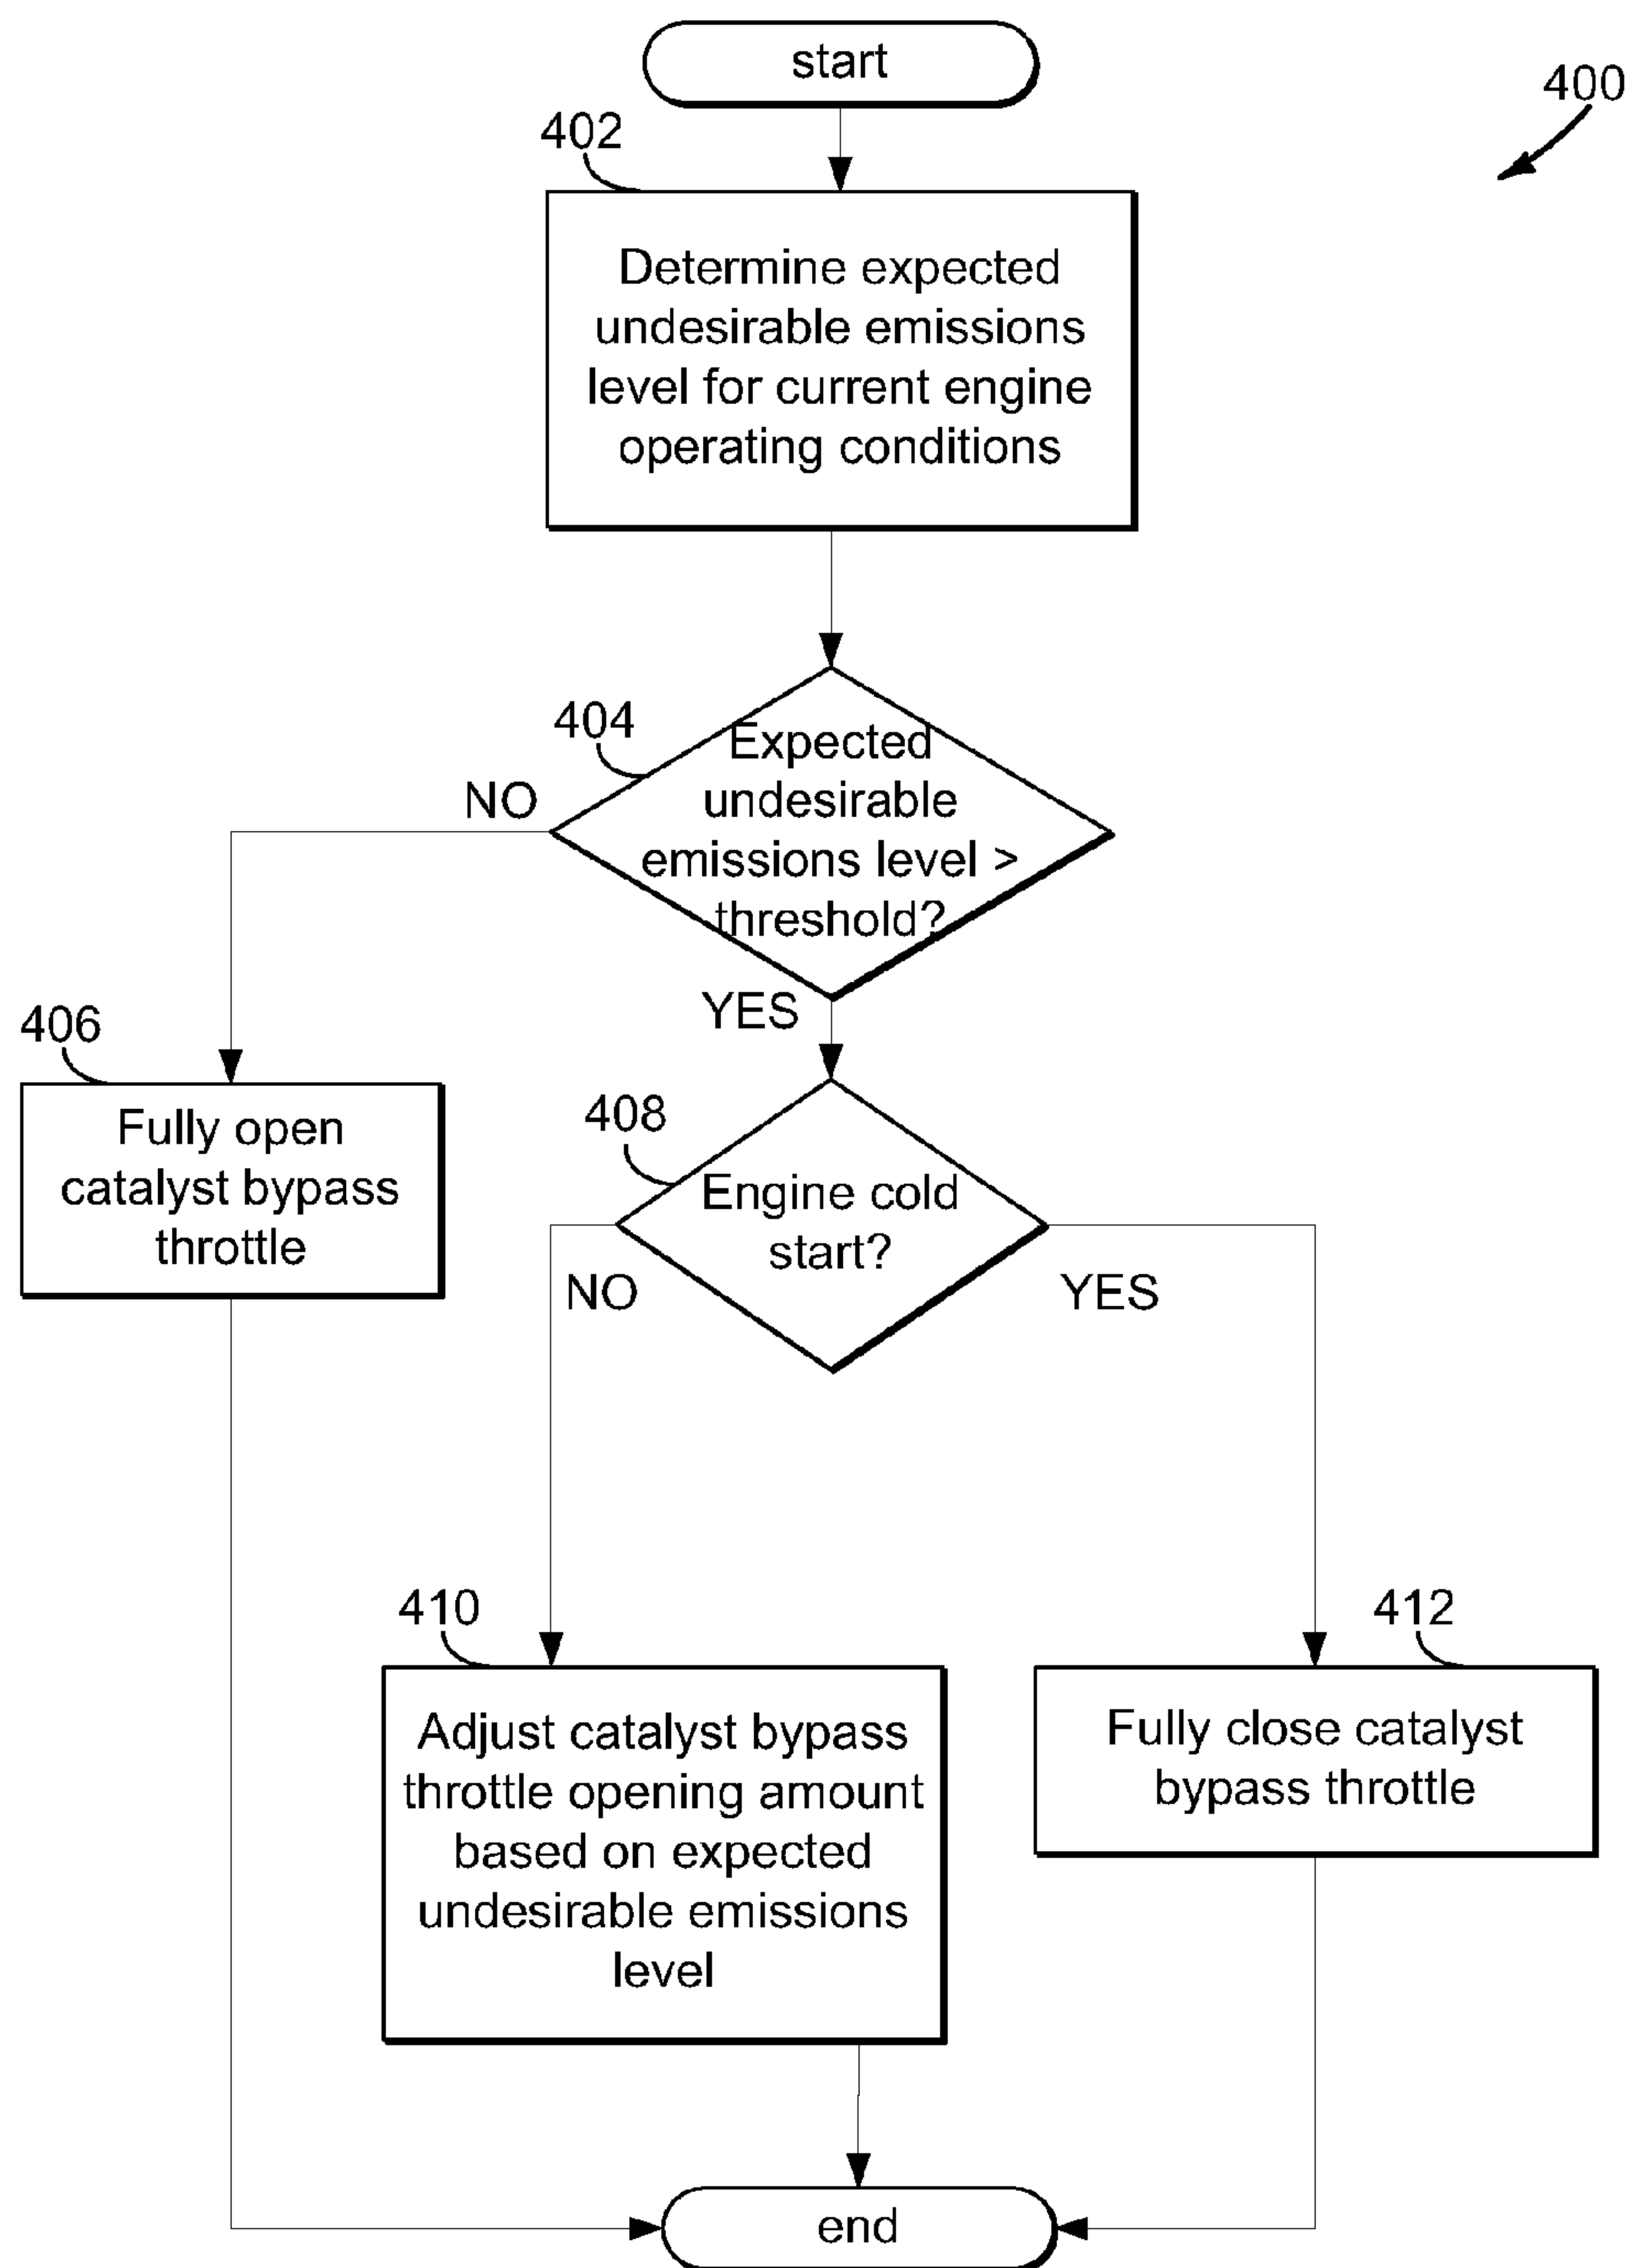 start
400
402
Determine expected
undesirable emissions
level for current engine
operating conditions
404
Expected
undesirable
emissions level >
threshold?
NO
YES
406
Fully open
catalyst bypass
throttle
408
Engine cold
start?
NO
YES
410
Adjust catalyst bypass
throttle opening amount
based on expected
undesirable emissions
level
412
Fully close catalyst
bypass throttle
end